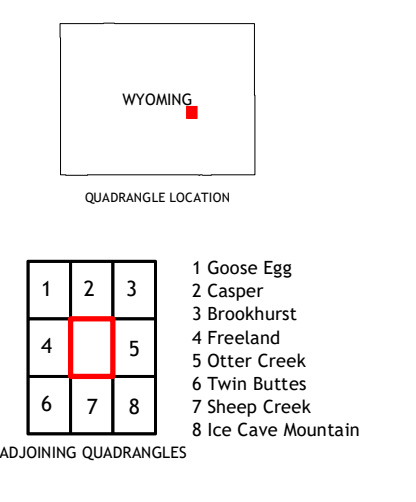 WYOMING
QUADRANGLE LOCATION
1 2 3
4 5
6 7 8
1 Goose Egg
2 Casper
3 Brookhurst
4 Freeland
5 Otter Creek
6 Twin Buttes
7 Sheep Creek
8 Ice Cave Mountain
ADJOINING QUADRANGLES